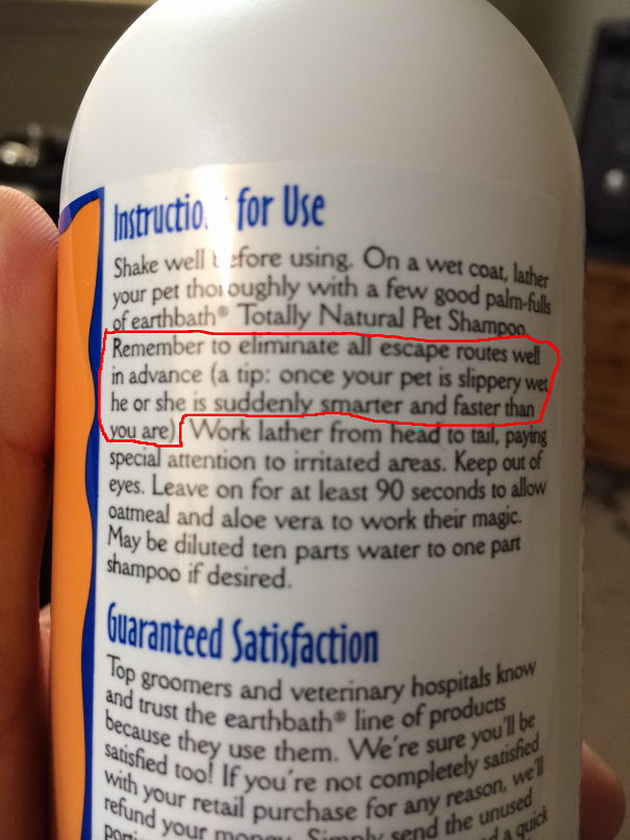 Instructions for Use
Shake well before using. On a wet coat, lather
your pet thoroughly with a few good palm-fulls
of earthbath® Totally Natural Pet Shampoo.
Remember to eliminate all escape routes well
in advance (a tip: once your pet is slippery wet
he or she is suddenly smarter and faster than
you are). Work lather from head to tail, paying
special attention to irritated areas. Keep out of
eyes. Leave on for at least 90 seconds to allow
oatmeal and aloe vera to work their magic.
May be diluted ten parts water to one part
shampoo if desired.
Guaranteed Satisfaction
Top groomers and veterinary hospitals know
and trust the earthbath® line of products
because they use them. We're sure you'll be
satisfied too! If you're not completely satisfied
with your retail purchase for any reason, we'll
refund your money. Simply send the unused
a quick